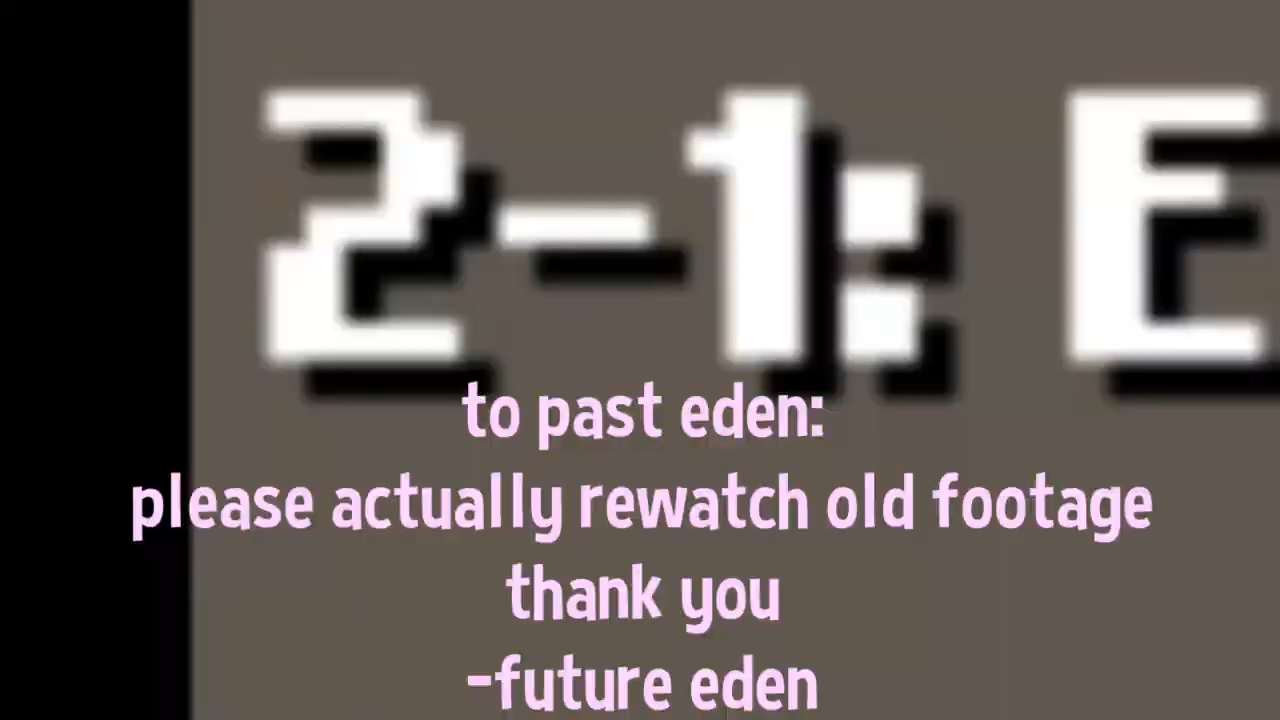 2-1: E
to past eden:
please actually rewatch old footage
thank you
-future eden